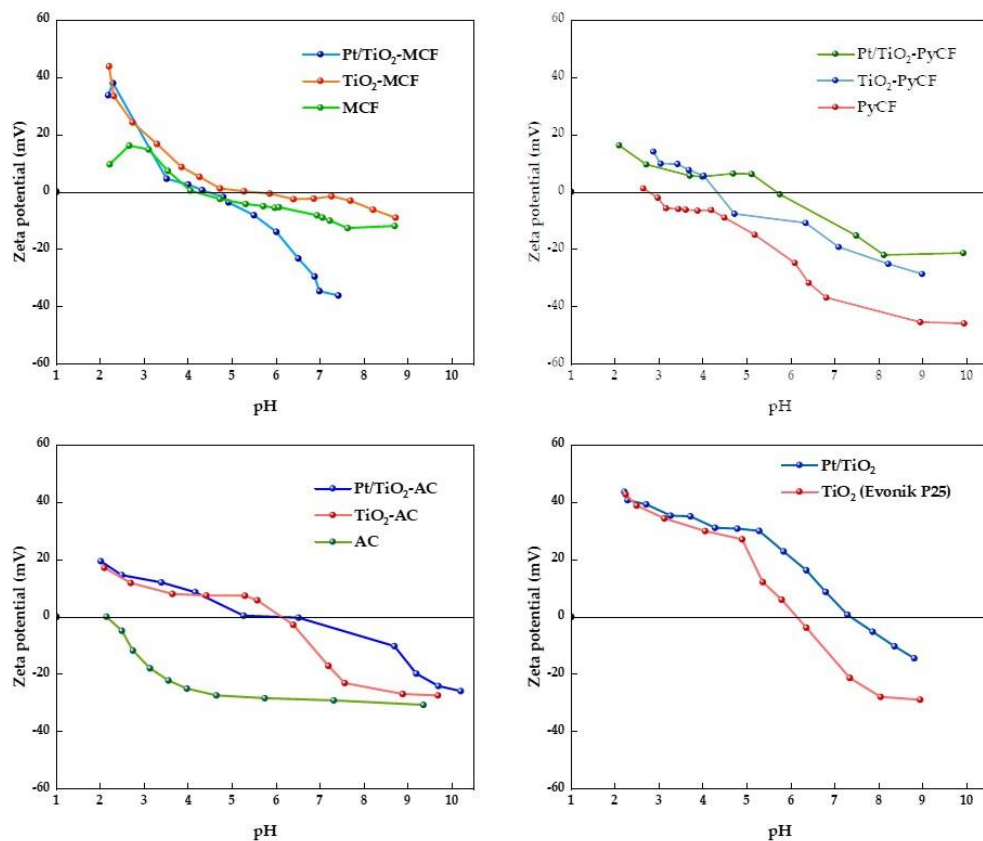 60
40
20
0
-20
-40
-60
Zeta potential (mV)
Pt/TiO₂-MCF
TiO₂-MCF
MCF
1 2 3 4 5 6 7 8 9 10
pH
60
40
20
0
-20
-40
-60
Zeta potential (mV)
Pt/TiO₂-PyCF
TiO₂-PyCF
PyCF
1 2 3 4 5 6 7 8 9 10
pH
60
40
20
0
-20
-40
-60
Zeta potential (mV)
Pt/TiO₂-AC
TiO₂-AC
AC
1 2 3 4 5 6 7 8 9 10
pH
60
40
20
0
-20
-40
-60
Zeta potential (mV)
Pt/TiO₂
TiO₂ (Evonik P25)
1 2 3 4 5 6 7 8 9 10
pH